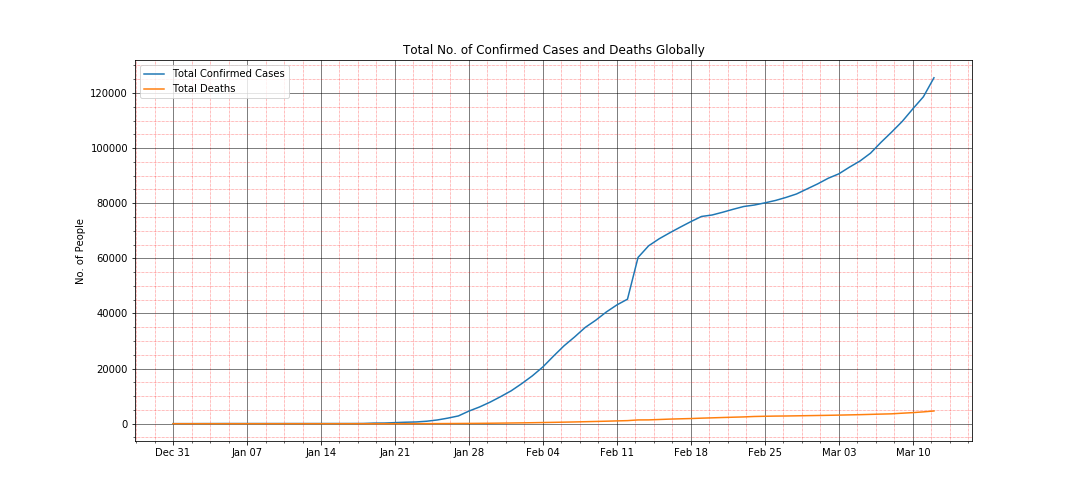 Total No. of Confirmed Cases and Deaths Globally
Total Confirmed Cases
Total Deaths
No. of People
120000
100000
80000
60000
40000
20000
0
Dec 31 Jan 07 Jan 14 Jan 21 Jan 28 Feb 04 Feb 11 Feb 18 Feb 25 Mar 03 Mar 10